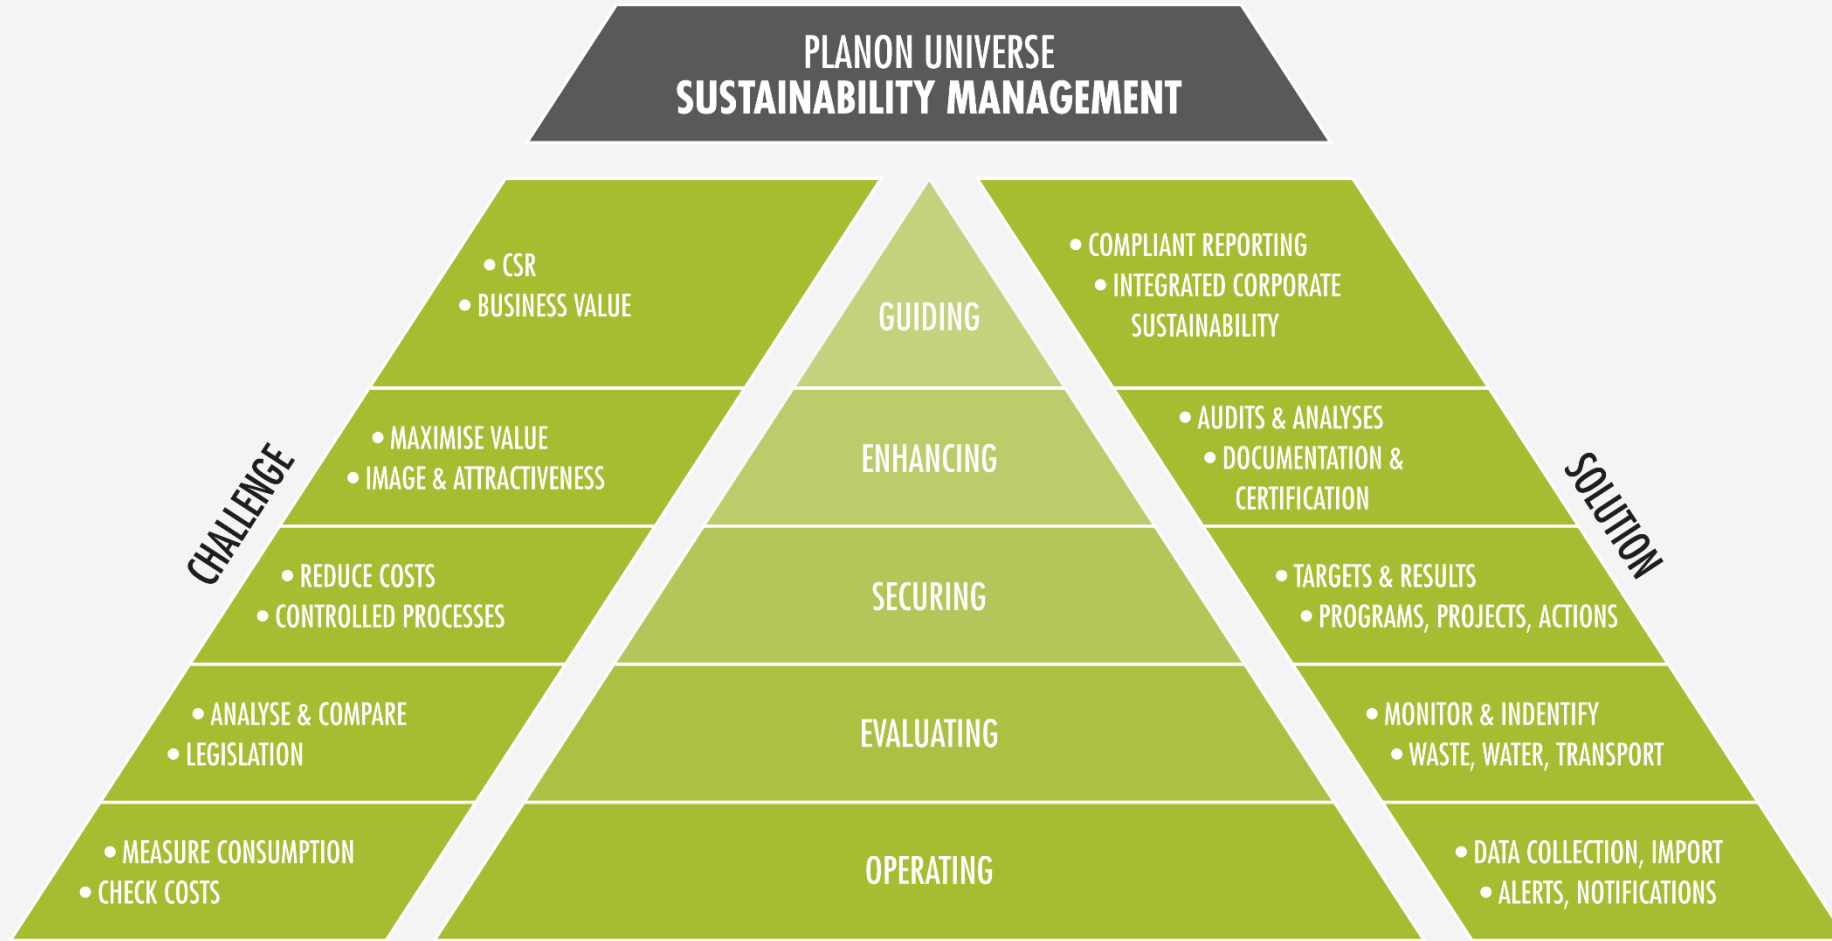 PLANON UNIVERSE
SUSTAINABILITY MANAGEMENT
CHALLENGE
SOLUTION
• CSR
• BUSINESS VALUE
GUIDING
• COMPLIANT REPORTING
• INTEGRATED CORPORATE
SUSTAINABILITY
• MAXIMISE VALUE
• IMAGE & ATTRACTIVENESS
ENHANCING
• AUDITS & ANALYSES
• DOCUMENTATION &
CERTIFICATION
• REDUCE COSTS
• CONTROLLED PROCESSES
SECURING
• TARGETS & RESULTS
• PROGRAMS, PROJECTS, ACTIONS
• ANALYSE & COMPARE
• LEGISLATION
EVALUATING
• MONITOR & INDENTIFY
• WASTE, WATER, TRANSPORT
• MEASURE CONSUMPTION
• CHECK COSTS
OPERATING
• DATA COLLECTION, IMPORT
• ALERTS, NOTIFICATIONS